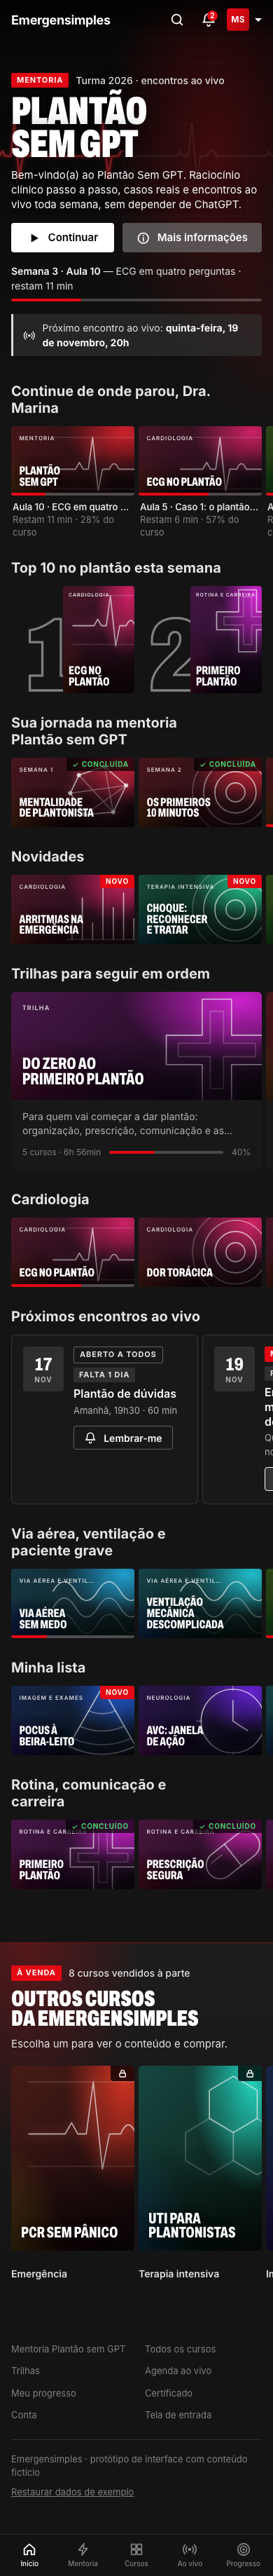 Emergensimples
2
MS
MENTORIA
Turma 2026 · encontros ao vivo
PLANTÃO
SEM GPT
Bem-vindo(a) ao Plantão Sem GPT. Raciocínio
clínico passo a passo, casos reais e encontros ao
vivo toda semana, sem depender de ChatGPT.
Continuar
Mais informações
Semana 3 · Aula 10 — ECG em quatro perguntas ·
restam 11 min
Próximo encontro ao vivo: quinta-feira, 19
de novembro, 20h
Continue de onde parou, Dra.
Marina
MENTORIA
PLANTÃO
SEM GPT
CARDIOLOGIA
ECG NO PLANTÃO
Aula 10 · ECG em quatro ...
Restam 11 min · 28% do
curso
Aula 5 · Caso 1: o plantão...
Restam 6 min · 57% do
curso
Top 10 no plantão esta semana
1
CARDIOLOGIA
ECG NO
PLANTÃO
2
ROTINA E CARREIRA
PRIMEIRO
PLANTÃO
Sua jornada na mentoria
Plantão sem GPT
SEMANA 1
✓ CONCLUÍDA
MENTALIDADE
DE PLANTONISTA
SEMANA 2
✓ CONCLUÍDA
OS PRIMEIROS
10 MINUTOS
Novidades
CARDIOLOGIA
NOVO
ARRITMIAS NA
EMERGÊNCIA
TERAPIA INTENSIVA
NOVO
CHOQUE:
RECONHECER
E TRATAR
Trilhas para seguir em ordem
TRILHA
DO ZERO AO
PRIMEIRO PLANTÃO
Para quem vai começar a dar plantão:
organização, prescrição, comunicação e as...
5 cursos · 6h 56min
40%
Cardiologia
CARDIOLOGIA
ECG NO PLANTÃO
CARDIOLOGIA
DOR TORÁCICA
Próximos encontros ao vivo
17
NOV
ABERTO A TODOS
FALTA 1 DIA
Plantão de dúvidas
Amanhã, 19h30 · 60 min
Lembrar-me
19
NOV
Via aérea, ventilação e
paciente grave
VIA AÉREA E VENTIL...
VIA AÉREA
SEM MEDO
VIA AÉREA E VENTIL...
VENTILAÇÃO
MECÂNICA
DESCOMPLICADA
Minha lista
IMAGEM E EXAMES
NOVO
POCUS À
BEIRA-LEITO
NEUROLOGIA
AVC: JANELA
DE AÇÃO
Rotina, comunicação e
carreira
ROTINA E CARREIRA
✓ CONCLUÍDO
PRIMEIRO
PLANTÃO
ROTINA E CARREIRA
✓ CONCLUÍDO
PRESCRIÇÃO
SEGURA
À VENDA
8 cursos vendidos à parte
OUTROS CURSOS
DA EMERGENSIMPLES
Escolha um para ver o conteúdo e comprar.
PCR SEM PÂNICO
UTI PARA
PLANTONISTAS
Emergência
Terapia intensiva
Mentoria Plantão sem GPT
Todos os cursos
Trilhas
Agenda ao vivo
Meu progresso
Certificado
Conta
Tela de entrada
Emergensimples · protótipo de interface com conteúdo
fictício
Restaurar dados de exemplo
Início
Mentoria
Cursos
Ao vivo
Progresso